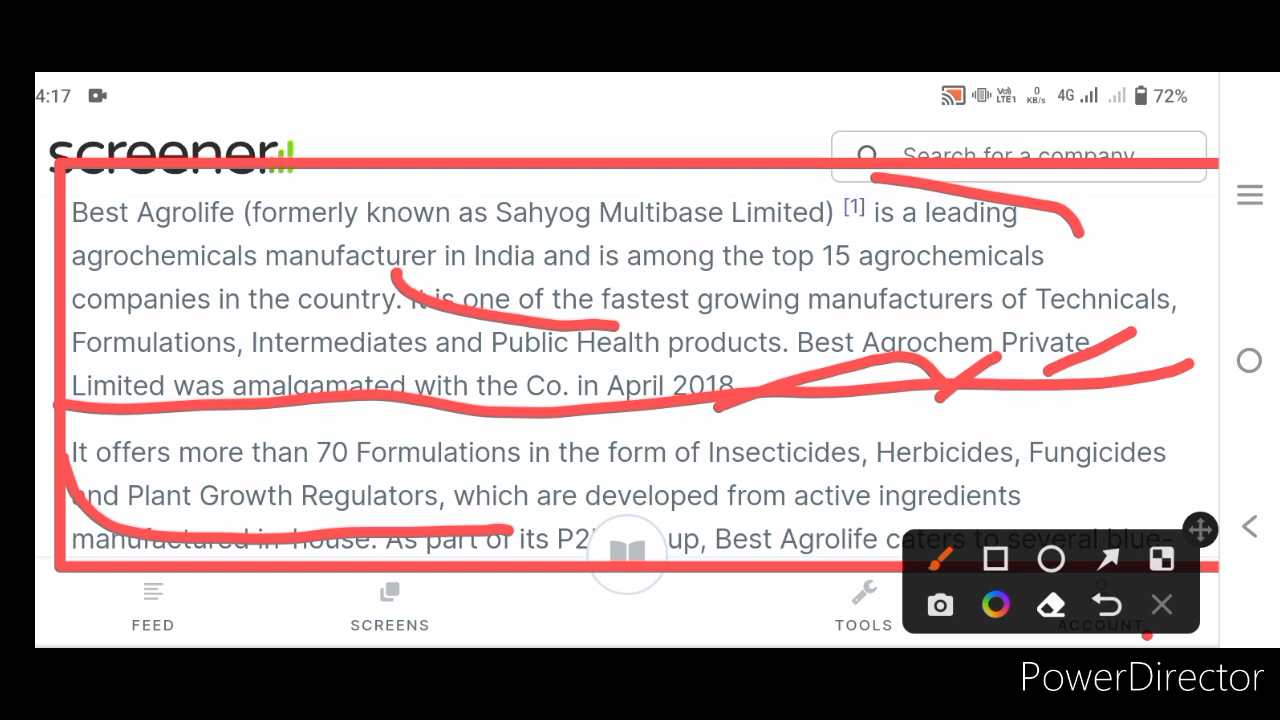 4:17
Vol) LTE1
0 KB/s
4G
72%
screener
Search for a company
Best Agrolife (formerly known as Sahyog Multibase Limited) [1] is a leading
agrochemicals manufacturer in India and is among the top 15 agrochemicals
companies in the country. It is one of the fastest growing manufacturers of Technicals,
Formulations, Intermediates and Public Health products. Best Agrochem Private
Limited was amalgamated with the Co. in April 2018.
It offers more than 70 Formulations in the form of Insecticides, Herbicides, Fungicides
and Plant Growth Regulators, which are developed from active ingredients
manufactured in-house. As part of its up, Best Agrolife caters to several blue-
FEED
SCREENS
TOOLS
ACCOUNT
PowerDirector